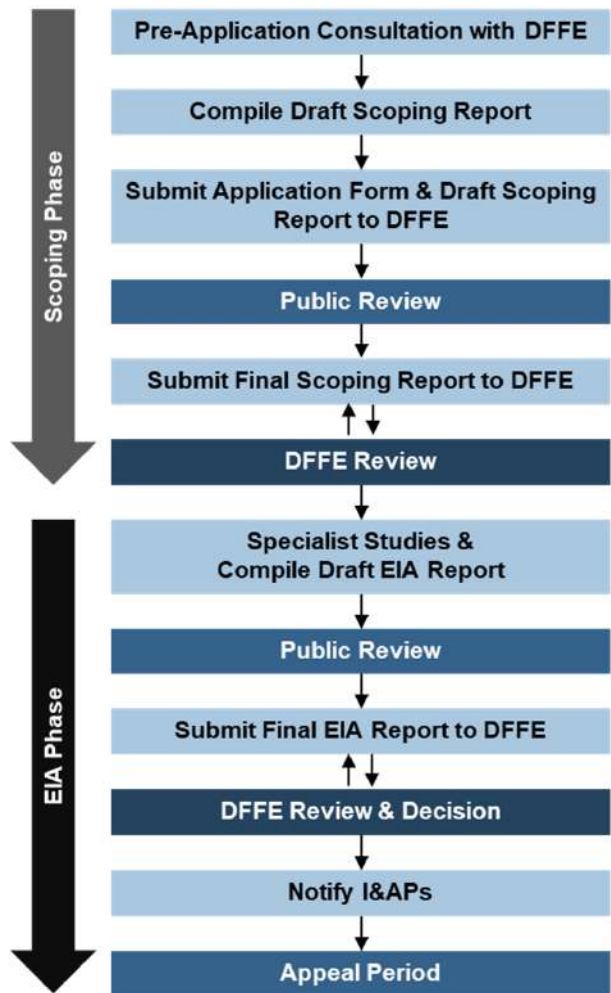 Scoping Phase
Pre-Application Consultation with DFFE
Compile Draft Scoping Report
Submit Application Form & Draft Scoping
Report to DFFE
Public Review
Submit Final Scoping Report to DFFE
DFFE Review
EIA Phase
Specialist Studies &
Compile Draft EIA Report
Public Review
Submit Final EIA Report to DFFE
DFFE Review & Decision
Notify I&APs
Appeal Period